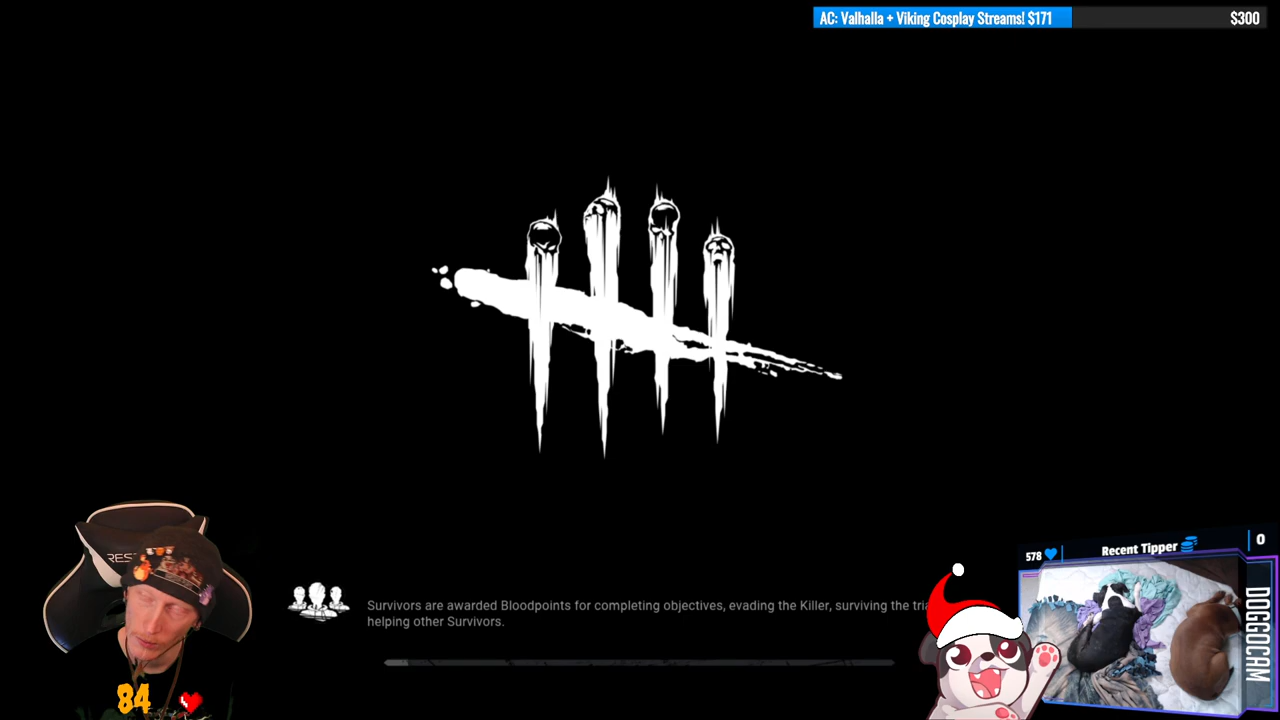 AC: Valhalla + Viking Cosplay Streams! $171
$300
Survivors are awarded Bloodpoints for completing objectives, evading the Killer, surviving the
helping other Survivors.
578
Recent Tipper
0
DOGGOCAM
84